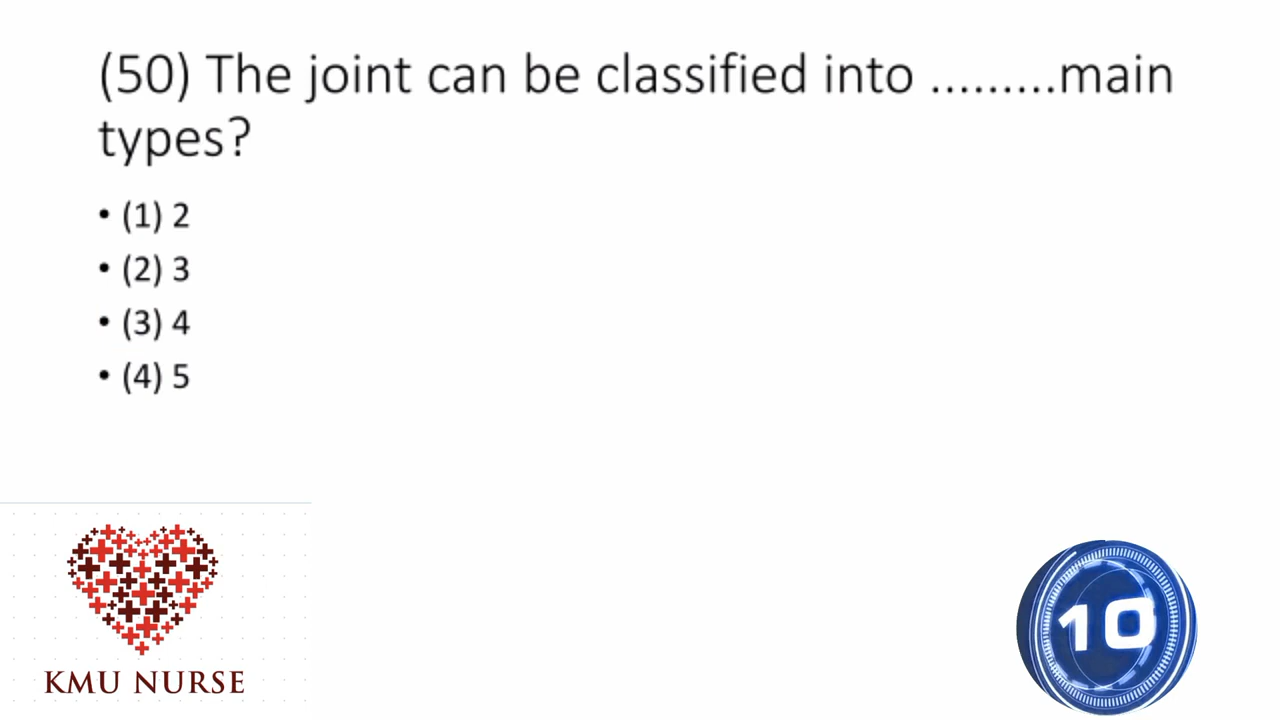 (50) The joint can be classified into .........main
types?
• (1) 2
• (2) 3
• (3) 4
• (4) 5
KMU NURSE
10